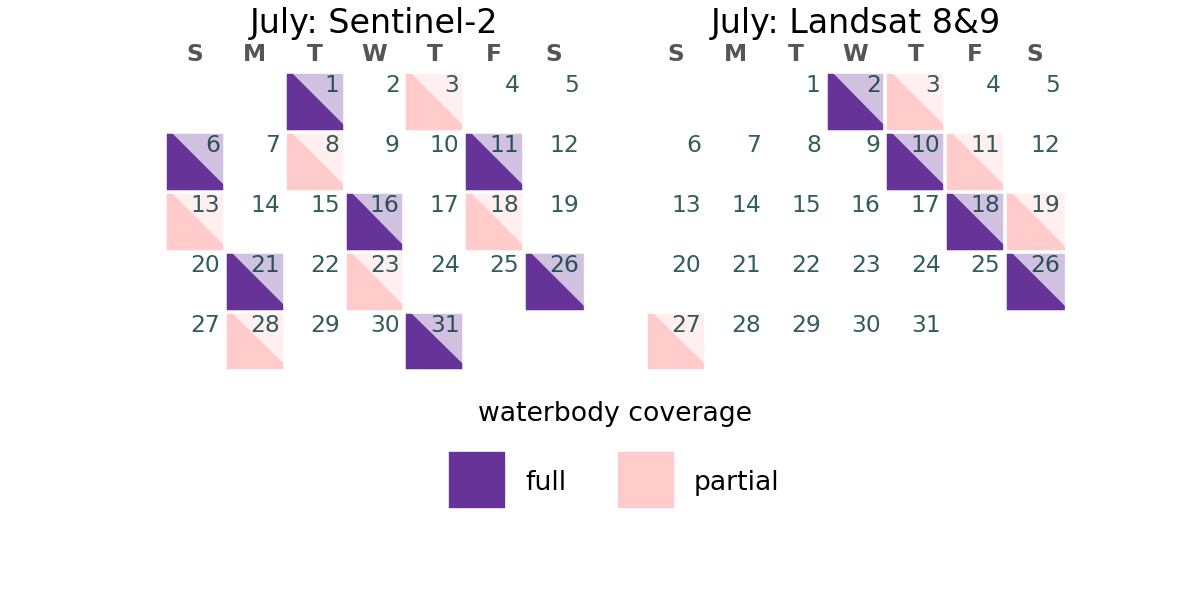 July: Sentinel-2
S M T W T F S
1 2 3 4 5
6 7 8 9 10 11 12
13 14 15 16 17 18 19
20 21 22 23 24 25 26
27 28 29 30 31
July: Landsat 8&9
S M T W T F S
1 2 3 4 5
6 7 8 9 10 11 12
13 14 15 16 17 18 19
20 21 22 23 24 25 26
27 28 29 30 31
waterbody coverage
full partial